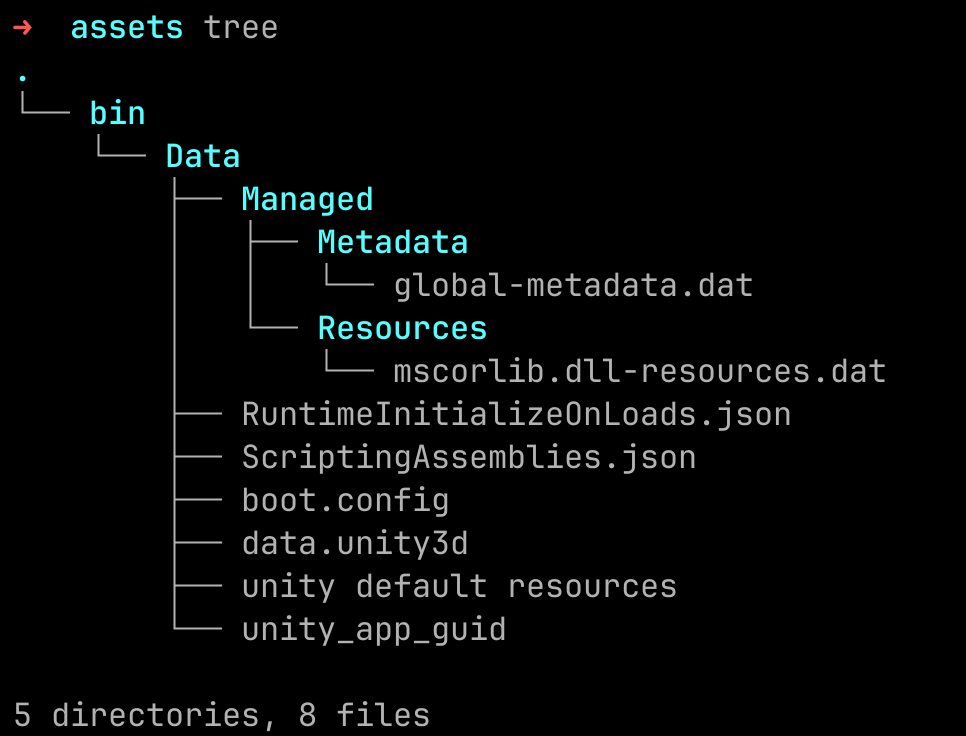 ➜  assets tree
.
└── bin
    └── Data
        ├── Managed
        │   ├── Metadata
        │   │   └── global-metadata.dat
        │   └── Resources
        │       └── mscorlib.dll-resources.dat
        ├── RuntimeInitializeOnLoads.json
        ├── ScriptingAssemblies.json
        ├── boot.config
        ├── data.unity3d
        ├── unity default resources
        └── unity_app_guid
5 directories, 8 files